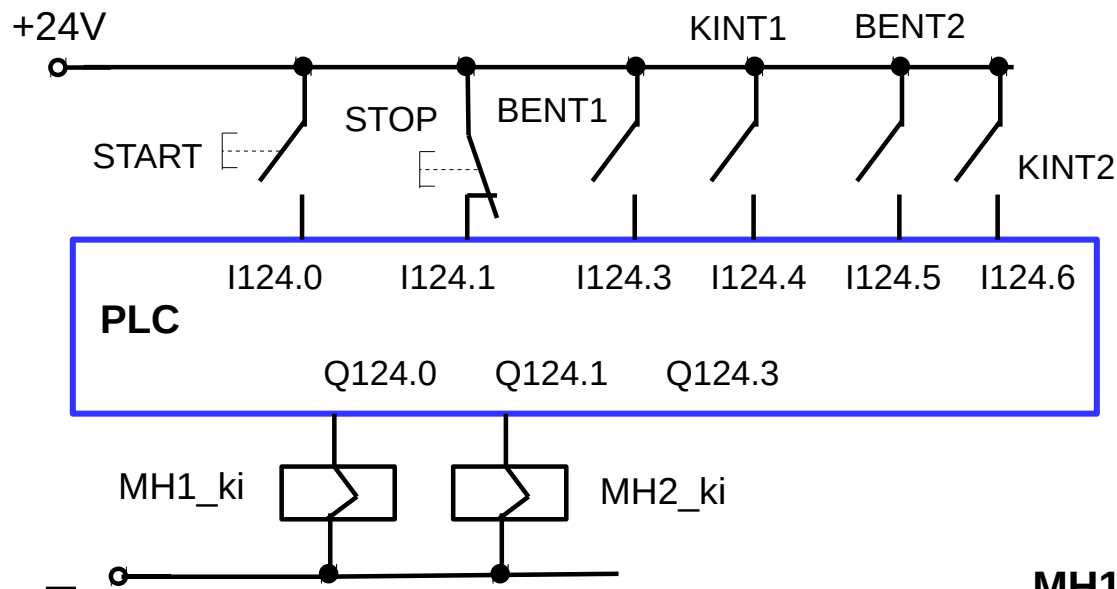 +24V
KINT1
BENT2
STOP
BENT1
START
KINT2
I124.0
I124.1
I124.3
I124.4
I124.5
I124.6
PLC
Q124.0
Q124.1
Q124.3
MH1_ki
MH2_ki
–
MH1